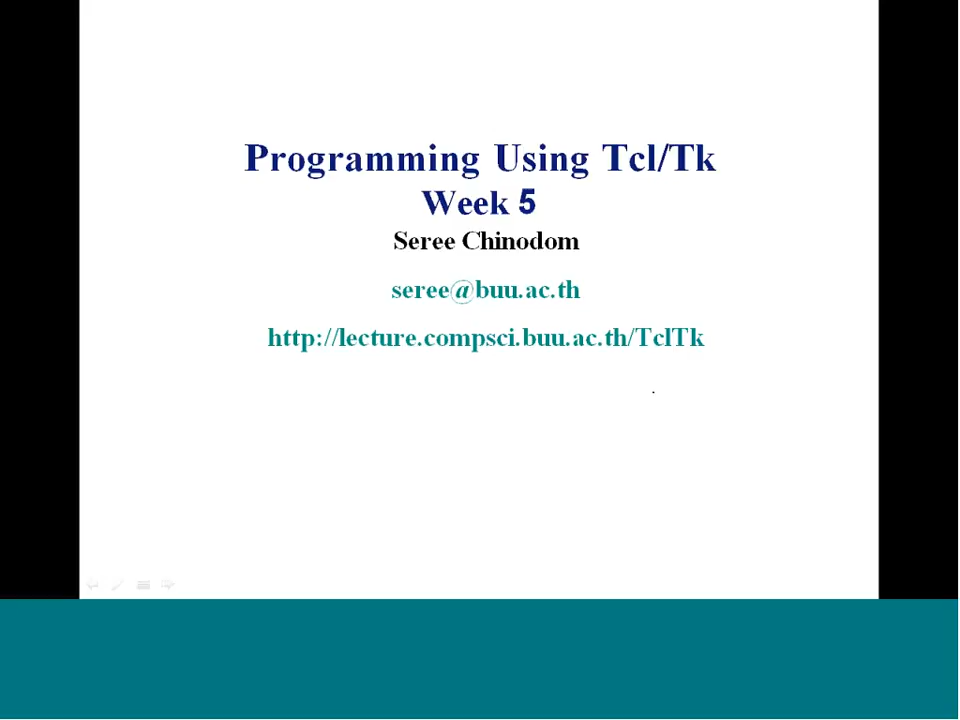 Programming Using Tcl/Tk
Week 5
Seree Chinodom
seree@buu.ac.th
http://lecture.compsci.buu.ac.th/TclTk